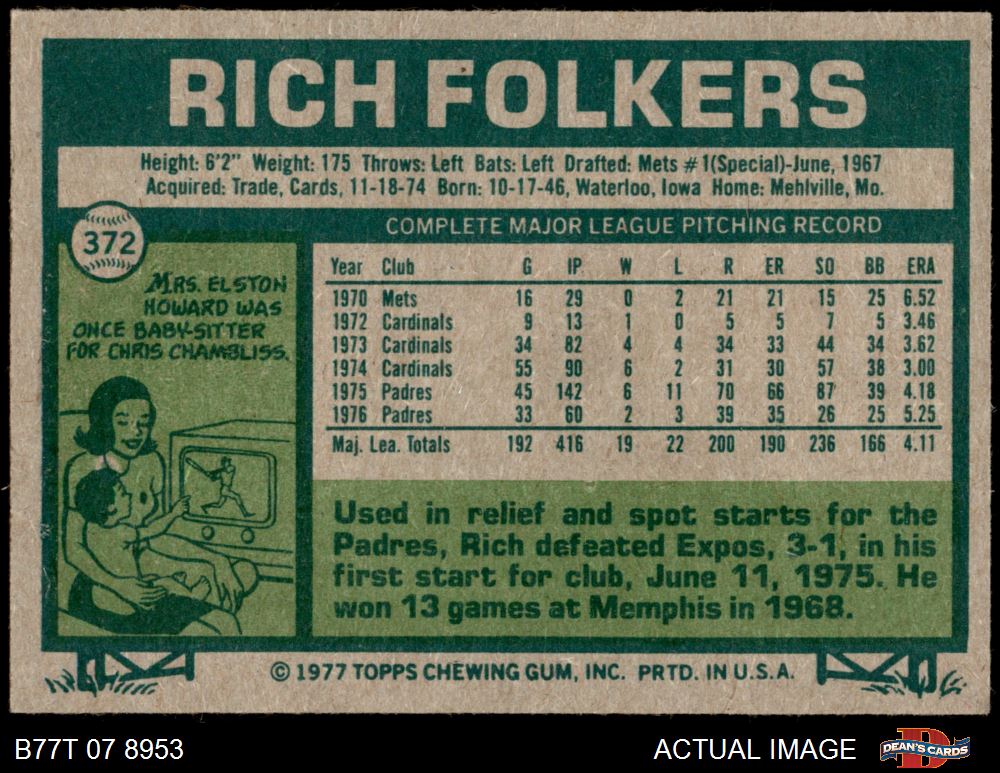 RICH FOLKERS
Height: 6'2" Weight: 175 Throws: Left Bats: Left Drafted: Mets #1(Special)-June, 1967
Acquired: Trade, Cards, 11-18-74 Born: 10-17-46, Waterloo, Iowa Home: Mehlville, Mo.
372
MRS. ELSTON
HOWARD WAS
ONCE BABY-SITTER
FOR CHRIS CHAMBLISS.
COMPLETE MAJOR LEAGUE PITCHING RECORD
Year Club G IP W L R ER SO BB ERA
1970 Mets 16 29 0 2 21 21 15 25 6.52
1972 Cardinals 9 13 1 0 5 5 7 5 3.46
1973 Cardinals 34 82 4 4 34 33 44 34 3.62
1974 Cardinals 55 90 6 2 31 30 57 38 3.00
1975 Padres 45 142 6 11 70 66 87 39 4.18
1976 Padres 33 60 2 3 39 35 26 25 5.25
Maj. Lea. Totals 192 416 19 22 200 190 236 166 4.11
Used in relief and spot starts for the
Padres, Rich defeated Expos, 3-1, in his
first start for club, June 11, 1975. He
won 13 games at Memphis in 1968.
© 1977 TOPPS CHEWING GUM, INC. PRTD. IN U.S.A.
B77T 07 8953
ACTUAL IMAGE
DEAN'S CARDS